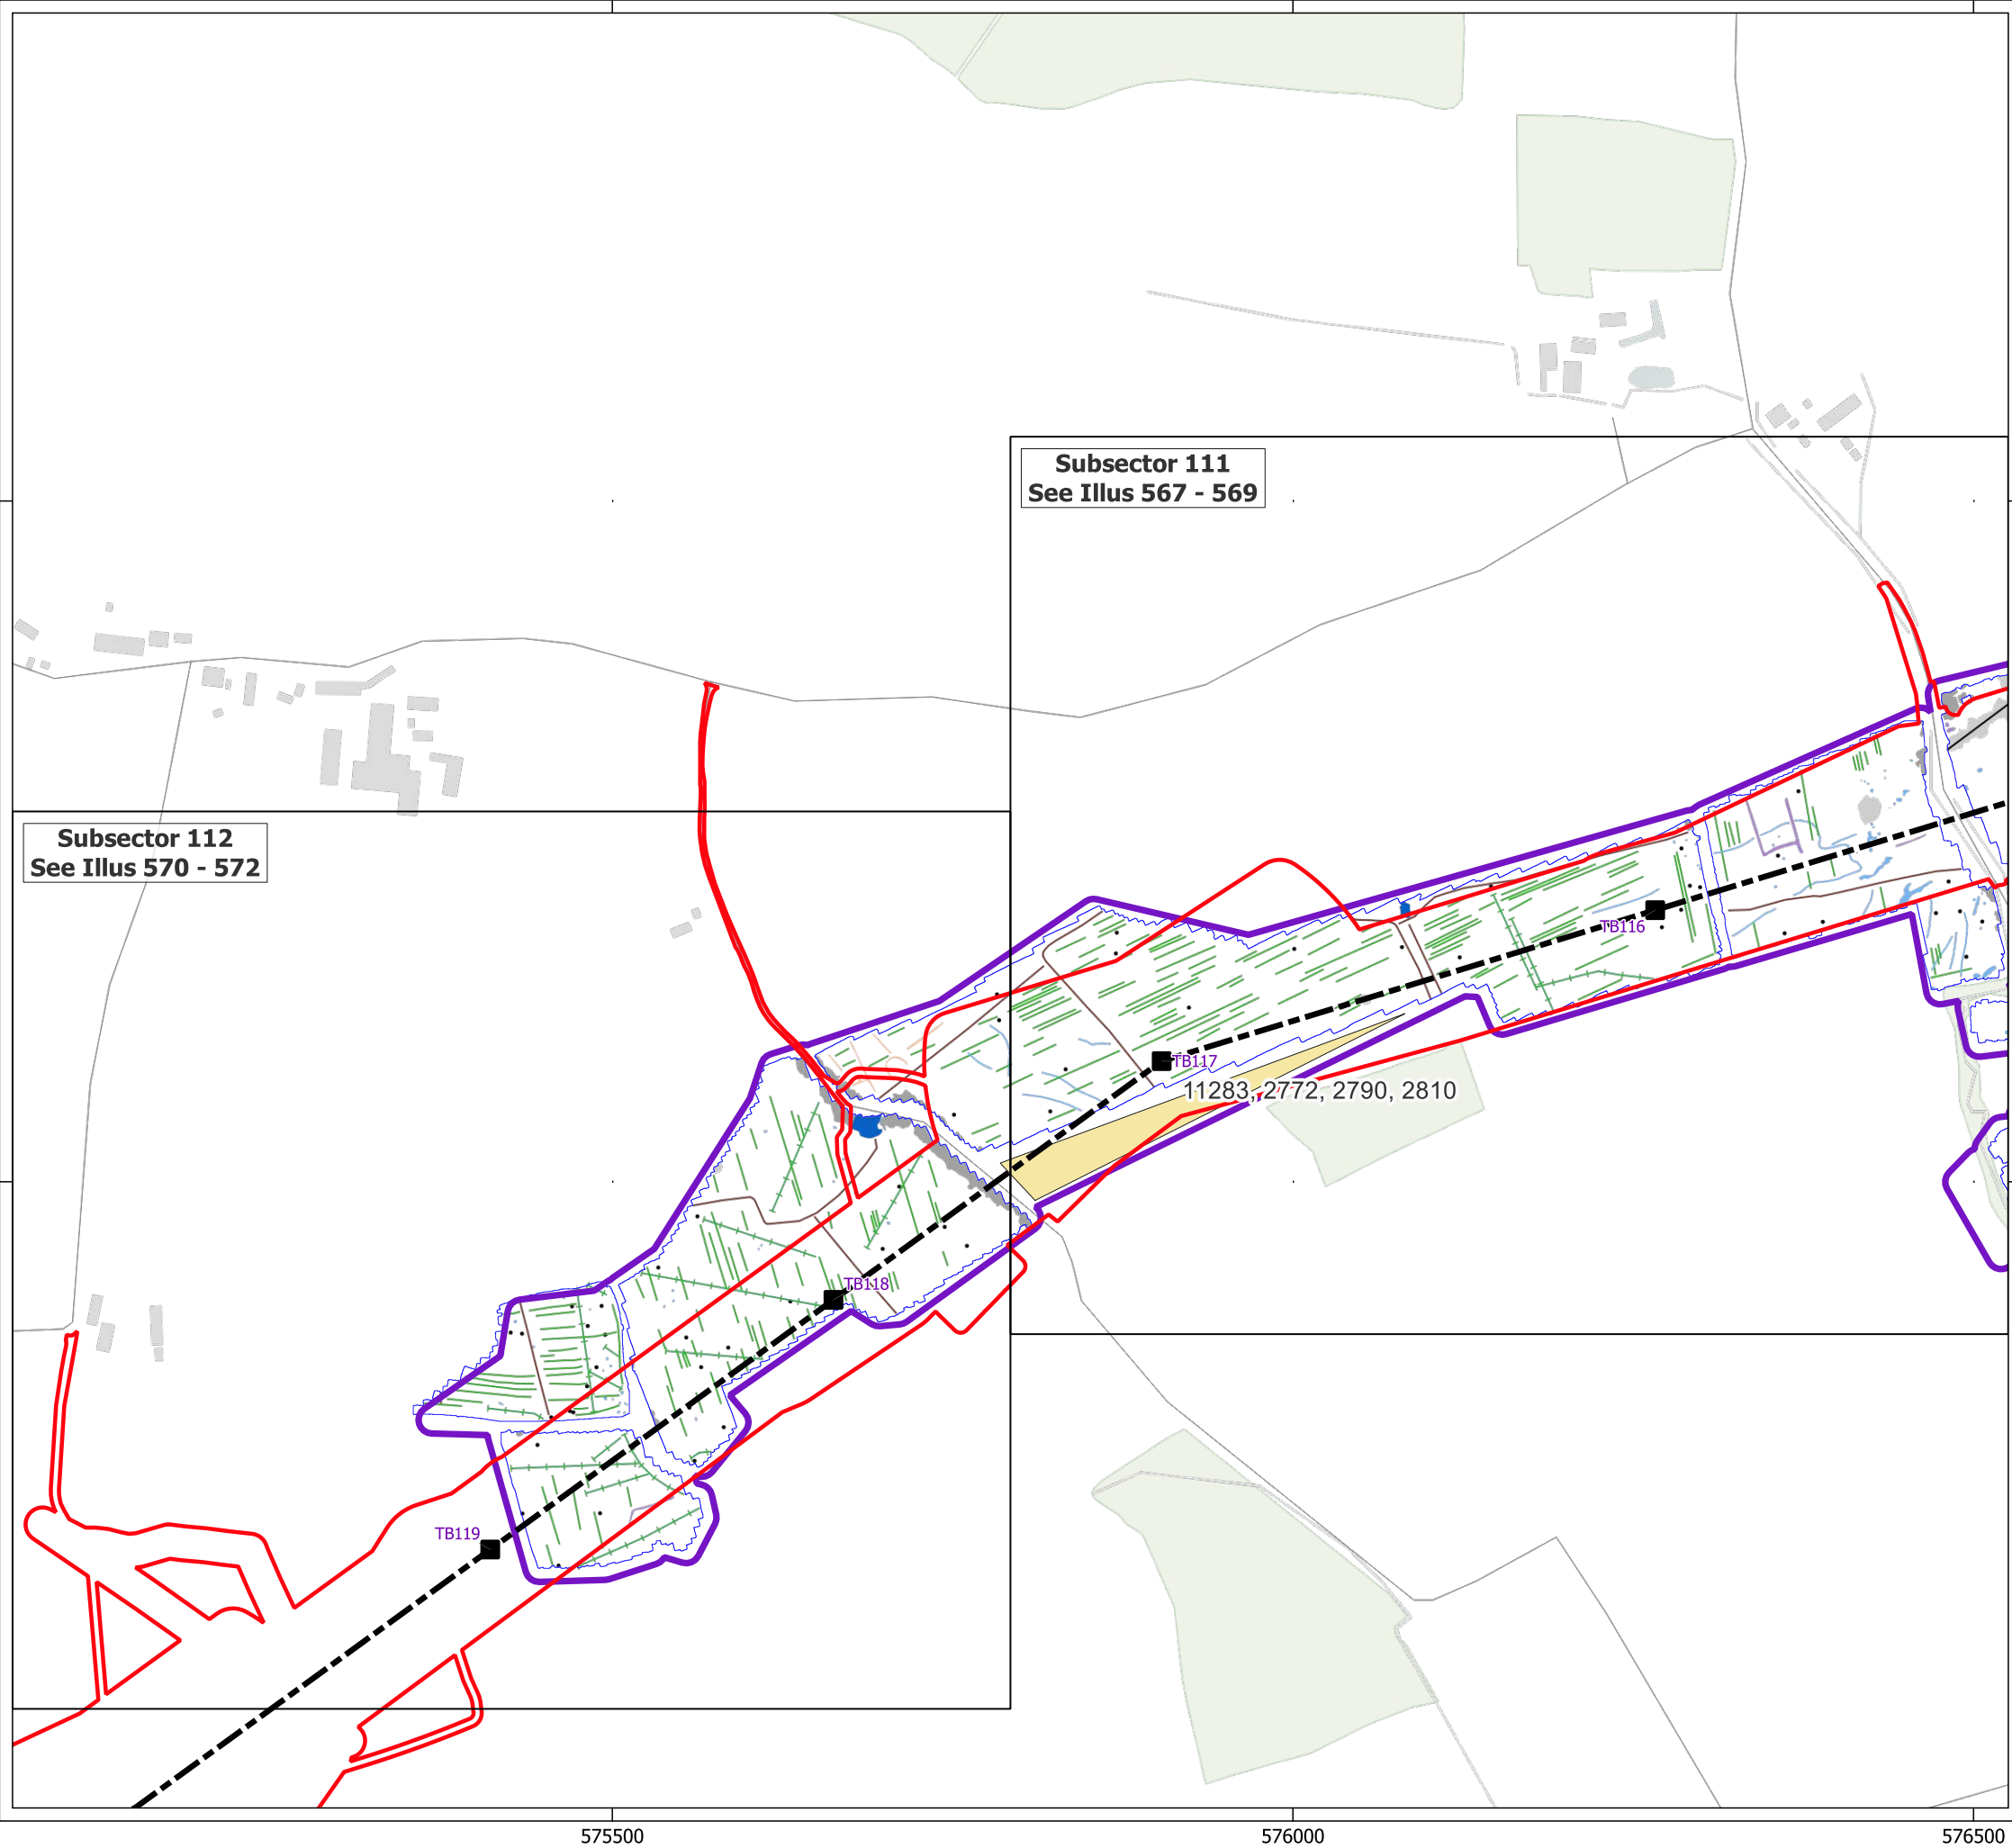 Subsector 111
See Illus 567 - 569
Subsector 112
See Illus 570 - 572
TB116
TB117
11283, 2772, 2790, 2810
TB118
TB119
575500
576000
576500